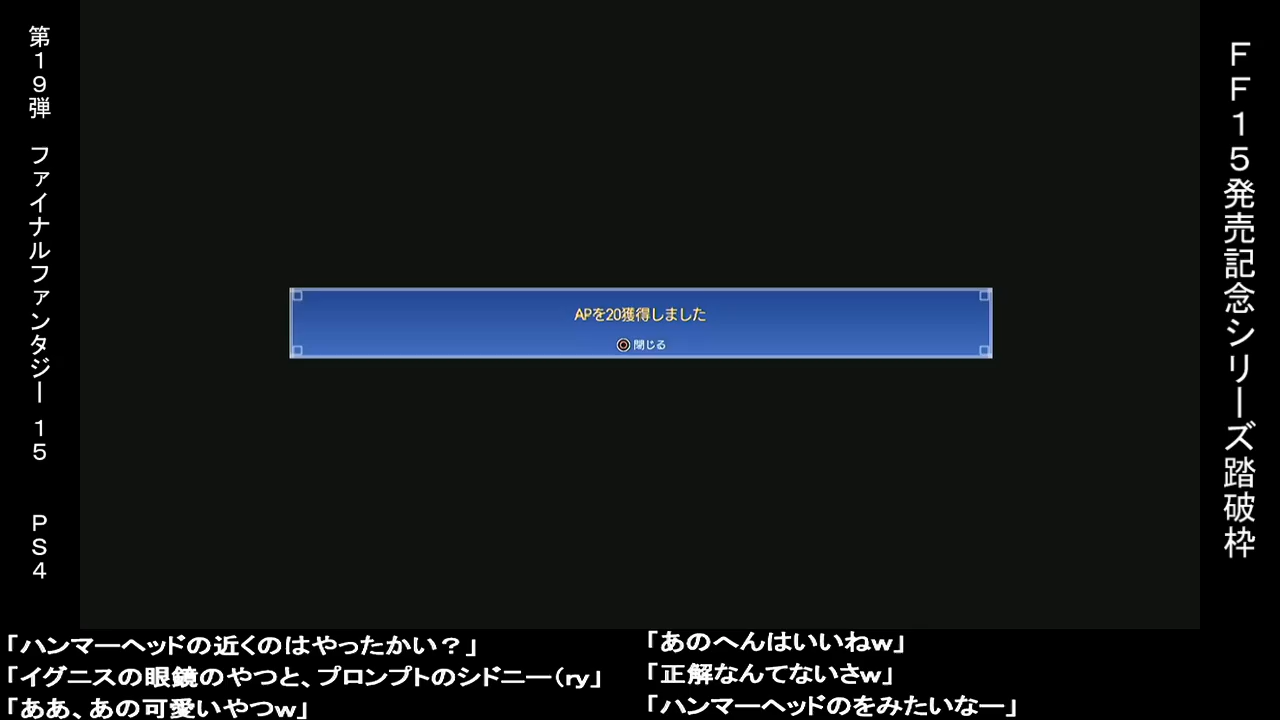 第19弾 ファイナルファンタジー 15 PS4
FF15発売記念シリーズ踏破枠
APを20獲得しました
閉じる
「ハンマーヘッドの近くのはやったかい？」
「イグニスの眼鏡のやつと、プロンプトのシドニー（ry」
「ああ、あの可愛いやつｗ」
「あのへんはいいねｗ」
「正解なんてないさｗ」
「ハンマーヘッドのをみたいなー」